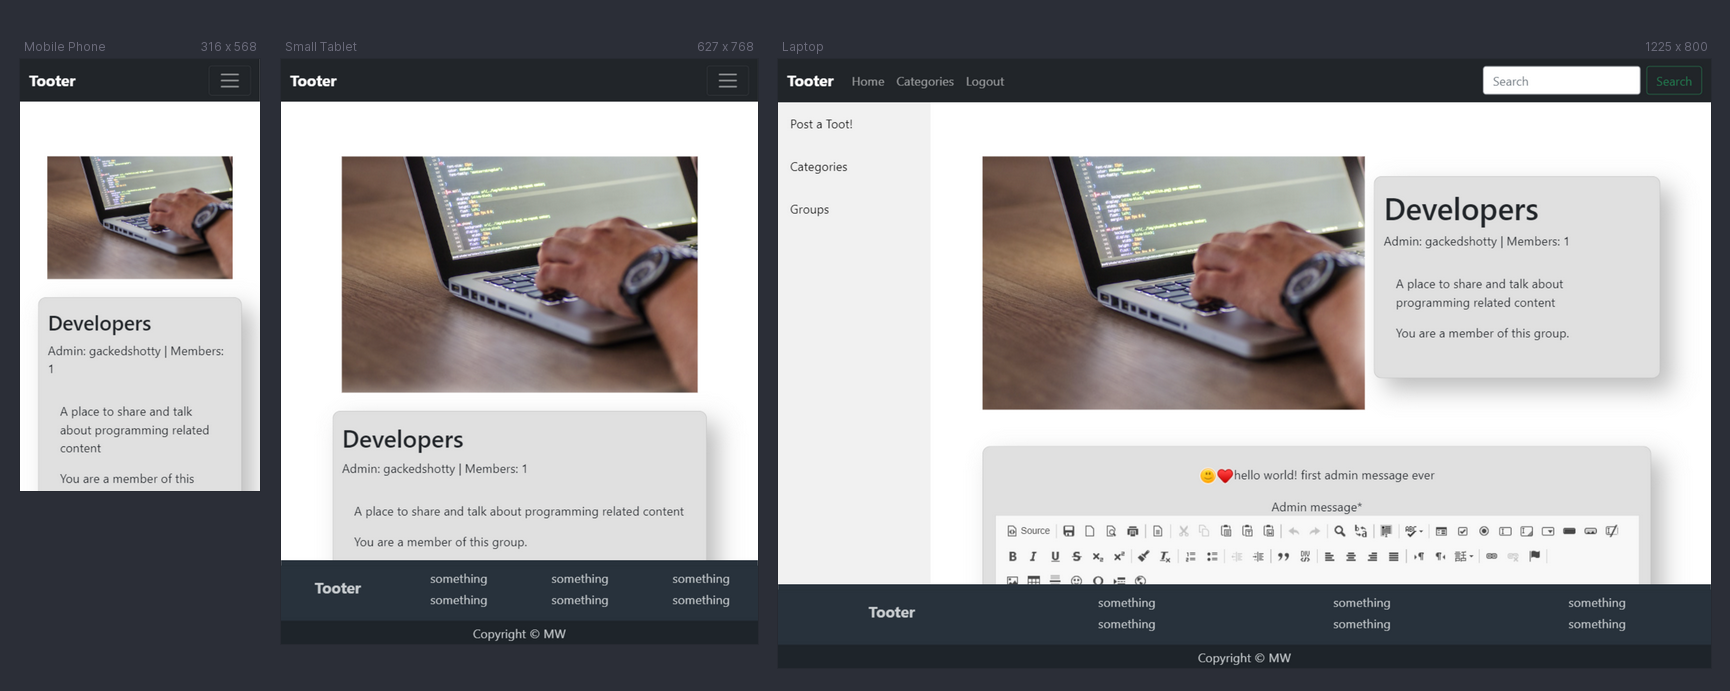 Mobile Phone 316 x 568
Tooter
Developers
Admin: gackedshotty | Members:
1
A place to share and talk
about programming related
content
You are a member of this
Small Tablet 627 x 768
Tooter
Developers
Admin: gackedshotty | Members: 1
A place to share and talk about programming related content
You are a member of this group.
Tooter
something something something
something something something
Copyright © MW
Laptop 1225 x 800
Tooter Home Categories Logout Search Search
Post a Toot!
Categories
Groups
Developers
Admin: gackedshotty | Members: 1
A place to share and talk about
programming related content
You are a member of this group.
🙂❤️hello world! first admin message ever
Admin message*
Source
Tooter
something something something
something something something
Copyright © MW